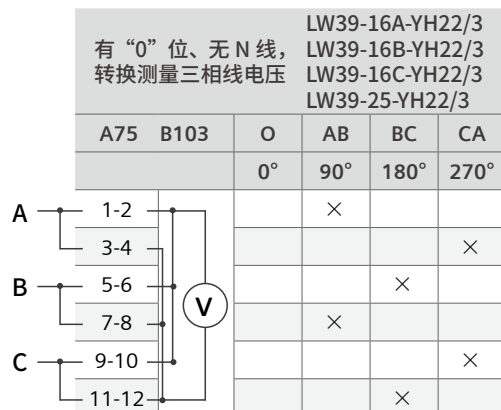 有“0”位、无 N 线，
转换测量三相线电压
LW39-16A-YH22/3
LW39-16B-YH22/3
LW39-16C-YH22/3
LW39-25-YH22/3
A75 B103 O AB BC CA
0° 90° 180° 270°
A 1-2 ×
3-4 ×
B 5-6 ×
V
7-8 ×
C 9-10 ×
11-12 ×